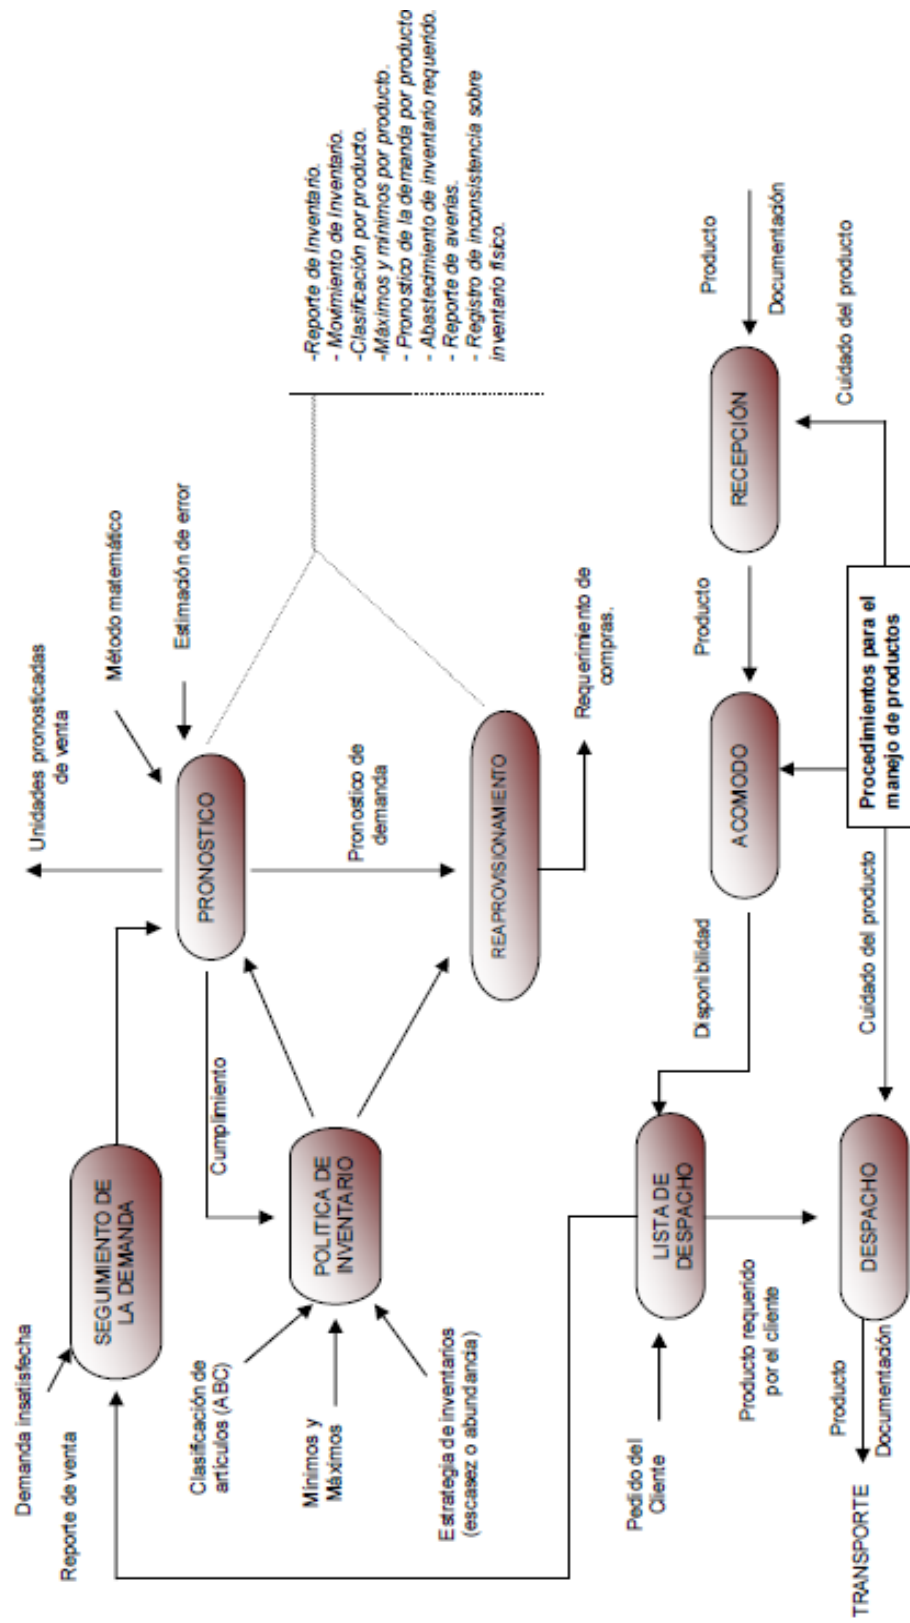 Demanda insatisfecha
Reporte de venta
SEGUIMIENTO DE
LA DEMANDA
Unidades pronosticadas
de venta
Método matemático
Estimación de error
PRONOSTICO
Cumplimiento
Clasificación de
artículos (ABC)
Mínimos y
Máximos
Estrategia de inventarios
(escasez o abundancia)
POLITICA DE
INVENTARIO
Pronostico de
demanda
REAPROVISIONAMIENTO
Requerimiento de
compras.
-Reporte de Inventario.
- Movimiento de Inventario.
-Clasificación por producto.
-Máximos y mínimos por producto.
- Pronostico de la demanda por producto
- Abastecimiento de inventario requerido.
- Reporte de averías.
- Registro de inconsistencia sobre
inventario físico.
Pedido del
Cliente
LISTA DE
DESPACHO
Disponibilidad
ACOMODO
Producto
RECEPCIÓN
Producto
Documentación
Producto requerido
por el cliente
DESPACHO
Cuidado del producto
Procedimientos para el
manejo de productos
Cuidado del producto
Producto
Documentación
TRANSPORTE